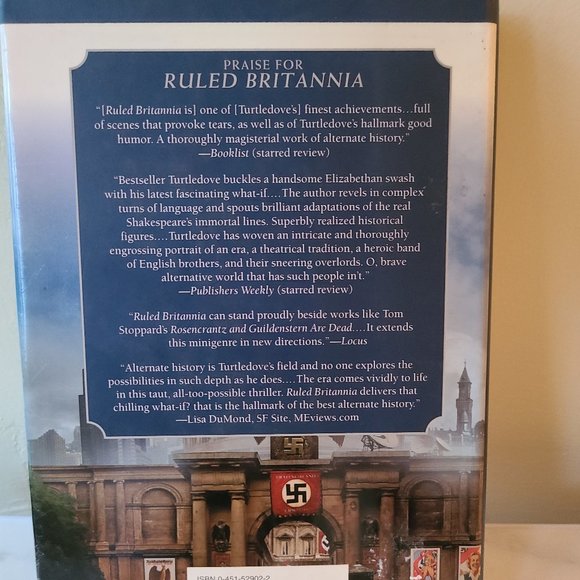 PRAISE FOR
RULED BRITANNIA
“[Ruled Britannia is] one of [Turtledove’s] finest achievements…full
of scenes that provoke tears, as well as of Turtledove’s hallmark good
humor. A thoroughly magisterial work of alternate history.”
—Booklist (starred review)
“Bestseller Turtledove buckles a handsome Elizabethan swash
with his latest fascinating what-if.…The author revels in complex
turns of language and spouts brilliant adaptations of the real
Shakespeare’s immortal lines. Superbly realized historical
figures.…Turtledove has woven an intricate and thoroughly
engrossing portrait of an era, a theatrical tradition, a heroic band
of English brothers, and their sneering overlords. O, brave
alternative world that has such people in’t.”
—Publishers Weekly (starred review)
“Ruled Britannia can stand proudly beside works like Tom
Stoppard’s Rosencrantz and Guildenstern Are Dead.…It extends
this minigenre in new directions.”—Locus
“Alternate history is Turtledove’s field and no one explores the
possibilities in such depth as he does.…The era comes vividly to life
in this taut, all-too-possible thriller. Ruled Britannia delivers that
chilling what-if? that is the hallmark of the best alternate history.”
—Lisa DuMond, SF Site, MEviews.com
ISBN 0-451-52902-2